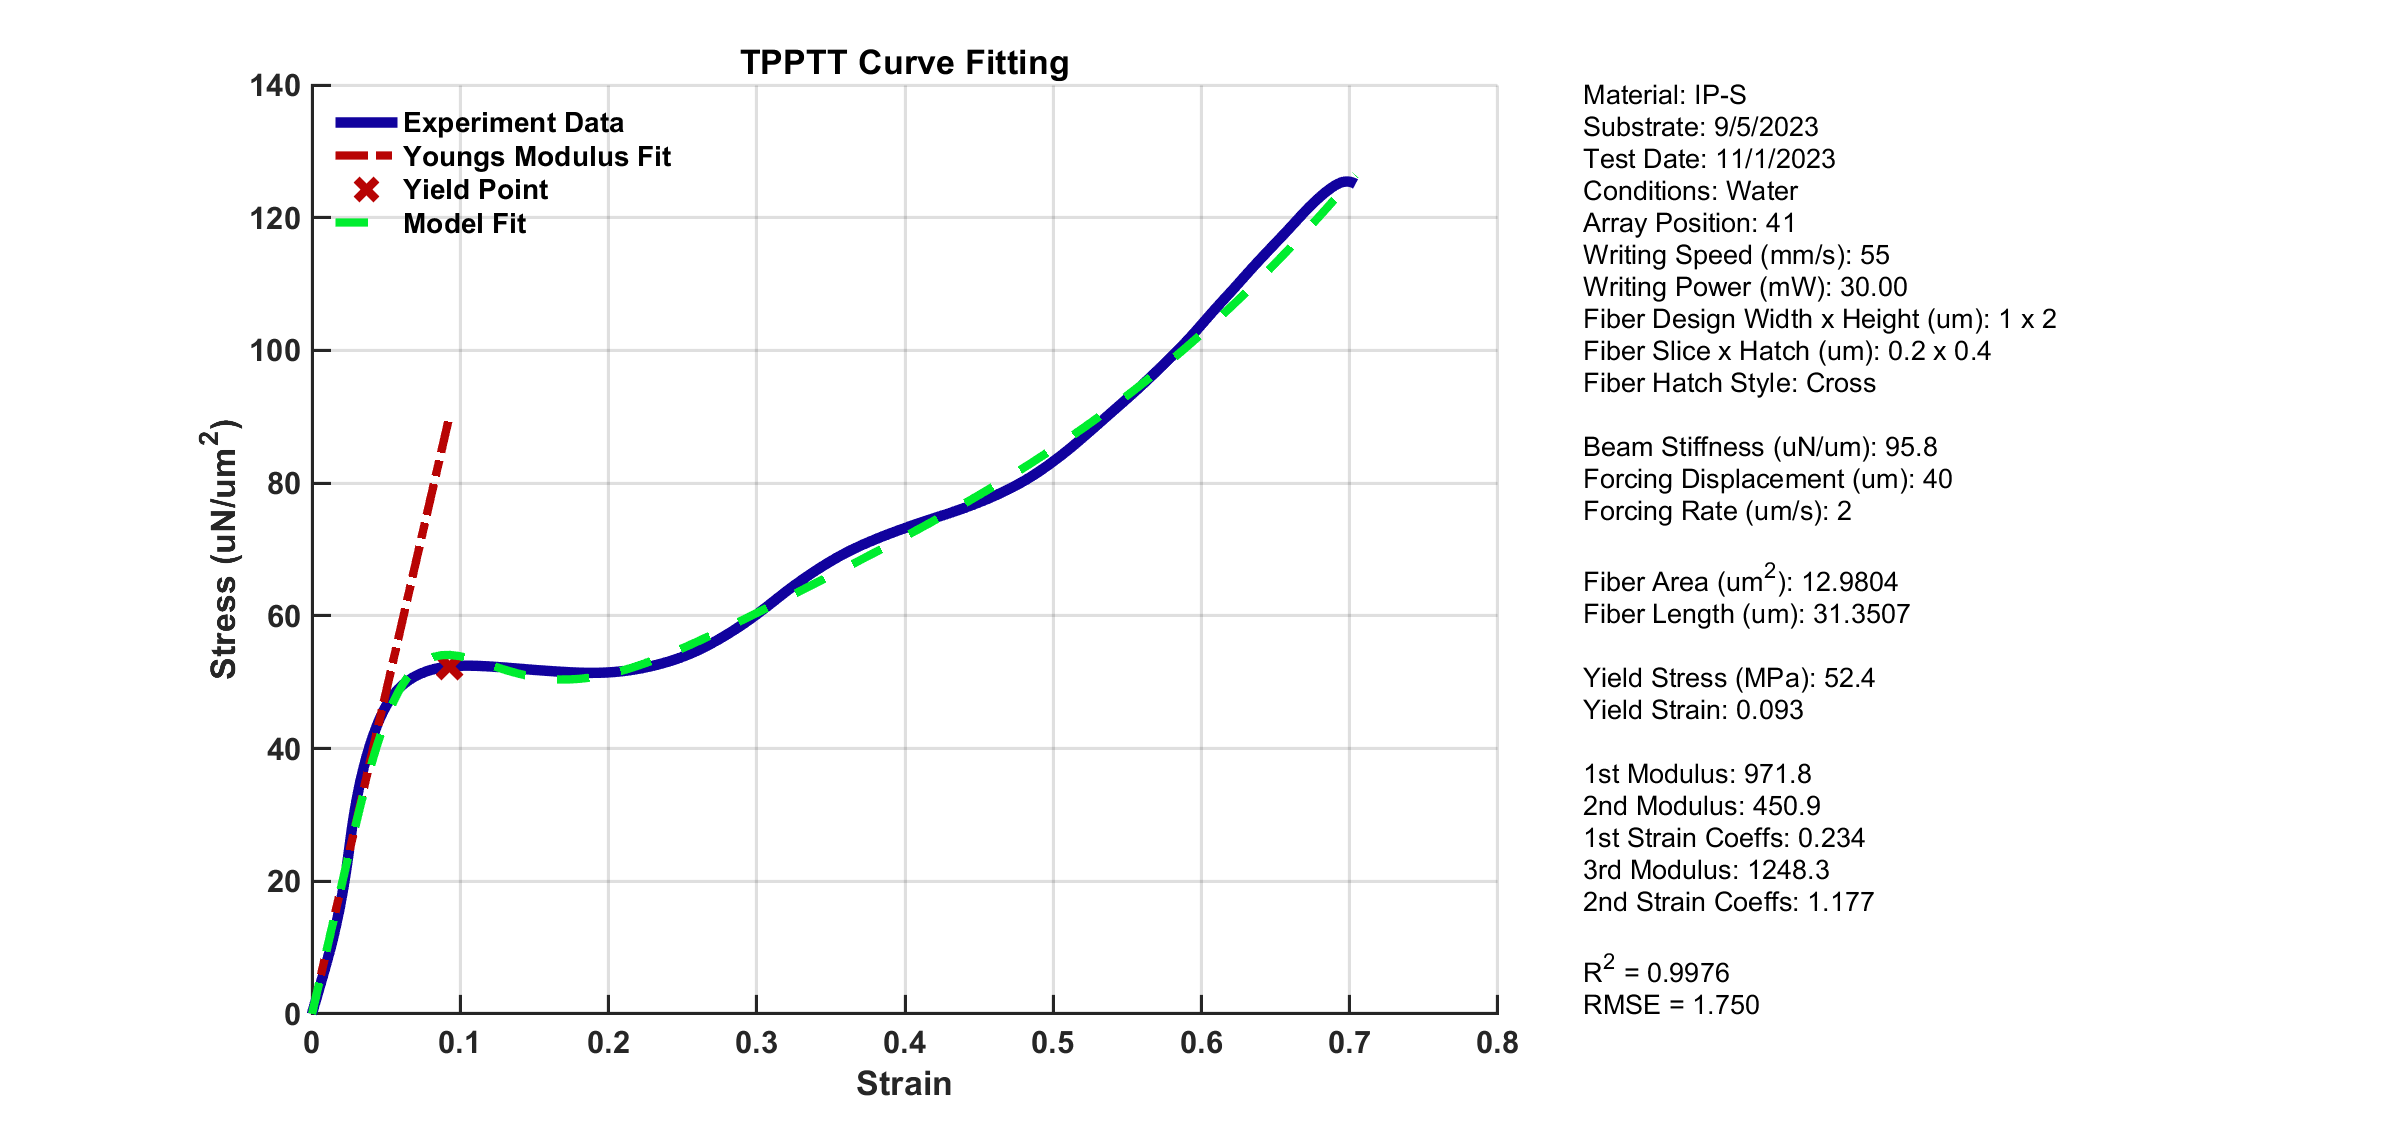 TPPTT Curve Fitting
140
120
100
80
60
40
20
0
Stress (uN/um²)
Experiment Data
Youngs Modulus Fit
Yield Point
Model Fit
0 0.1 0.2 0.3 0.4 0.5 0.6 0.7 0.8
Strain
Material: IP-S
Substrate: 9/5/2023
Test Date: 11/1/2023
Conditions: Water
Array Position: 41
Writing Speed (mm/s): 55
Writing Power (mW): 30.00
Fiber Design Width x Height (um): 1 x 2
Fiber Slice x Hatch (um): 0.2 x 0.4
Fiber Hatch Style: Cross
Beam Stiffness (uN/um): 95.8
Forcing Displacement (um): 40
Forcing Rate (um/s): 2
Fiber Area (um²): 12.9804
Fiber Length (um): 31.3507
Yield Stress (MPa): 52.4
Yield Strain: 0.093
1st Modulus: 971.8
2nd Modulus: 450.9
1st Strain Coeffs: 0.234
3rd Modulus: 1248.3
2nd Strain Coeffs: 1.177
R² = 0.9976
RMSE = 1.750